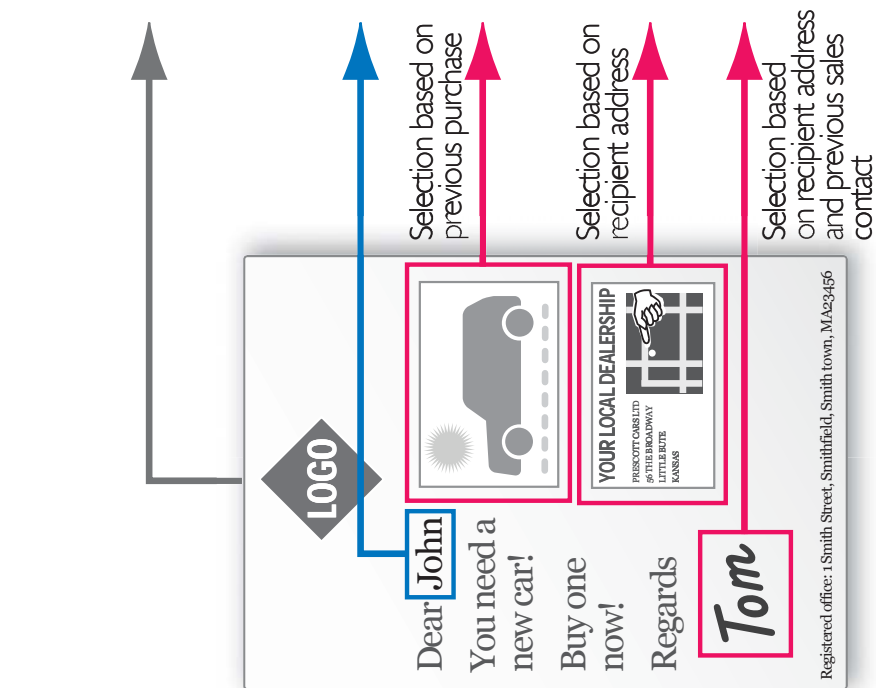 LOGO
Dear John
You need a
new car!
Buy one
now!
Regards
Tom
YOUR LOCAL DEALERSHIP
PRESCOTT CARS LTD
56 THE BROADWAY
LITTLE BUTE
KANSAS
Registered office: 1 Smith Street, Smithfield, Smith town, MA23456
Selection based on
previous purchase
Selection based on
recipient address
Selection based
on recipient address
and previous sales
contact